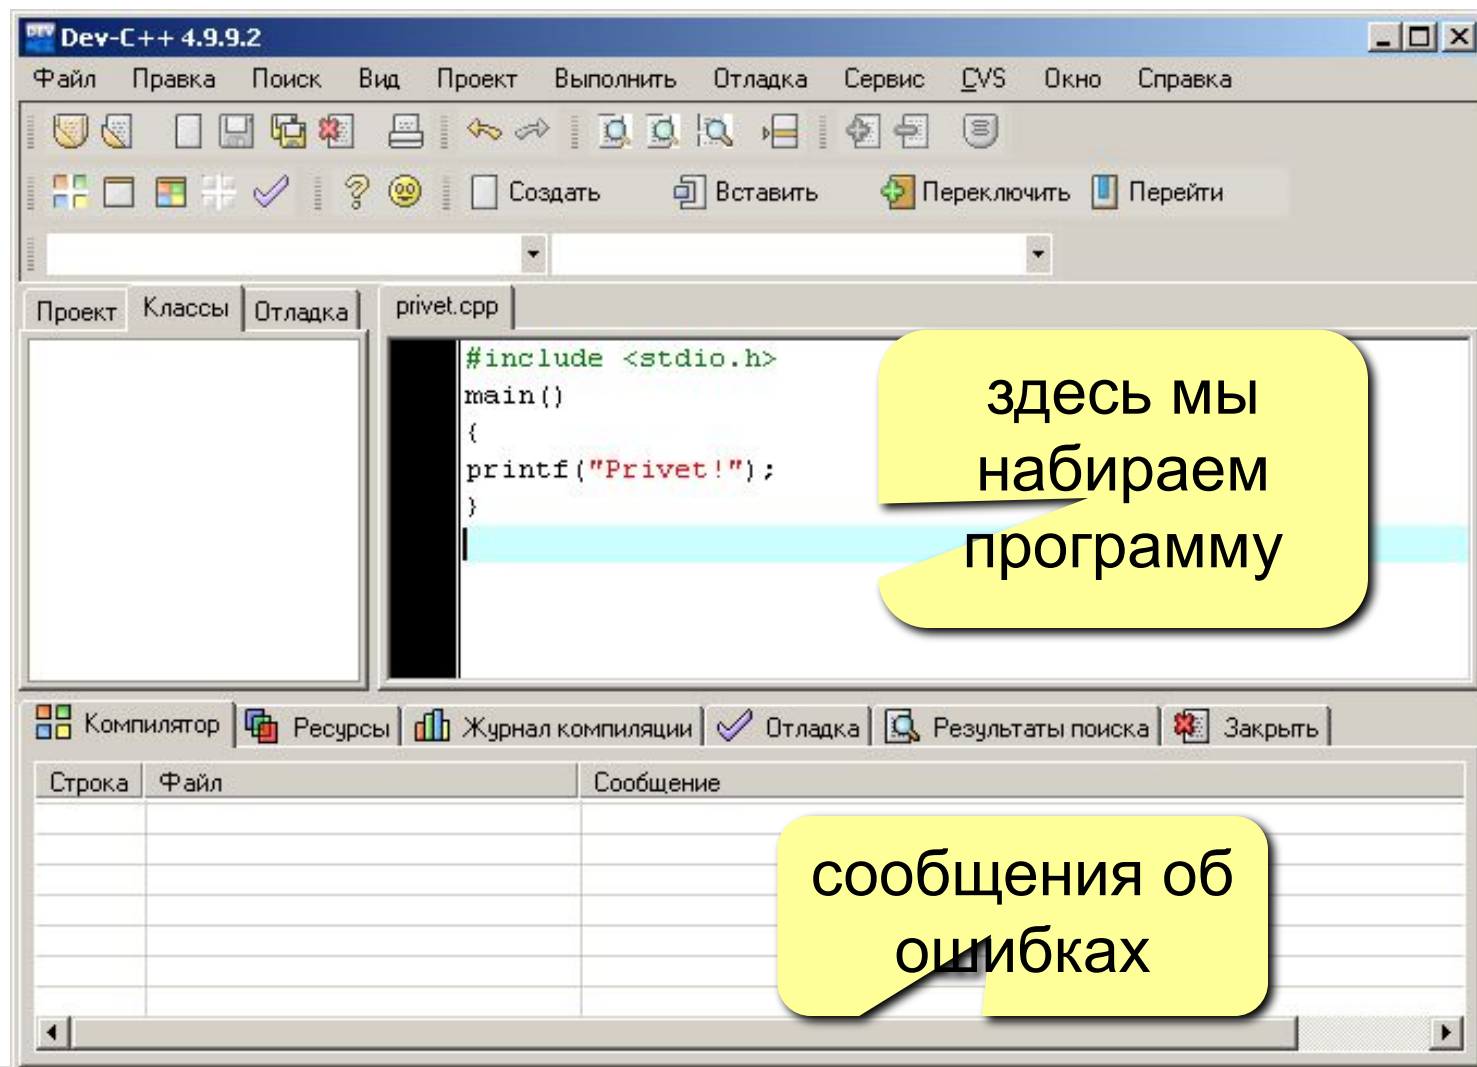 Dev-C++ 4.9.9.2
Файл Правка Поиск Вид Проект Выполнить Отладка Сервис CVS Окно Справка
Создать Вставить Переключить Перейти
Проект Классы Отладка privet.cpp
#include <stdio.h>
main()
{
printf("Privet!");
}
здесь мы
набираем
программу
Компилятор Ресурсы Журнал компиляции Отладка Результаты поиска Закрыть
Строка Файл Сообщение
сообщения об
ошибках